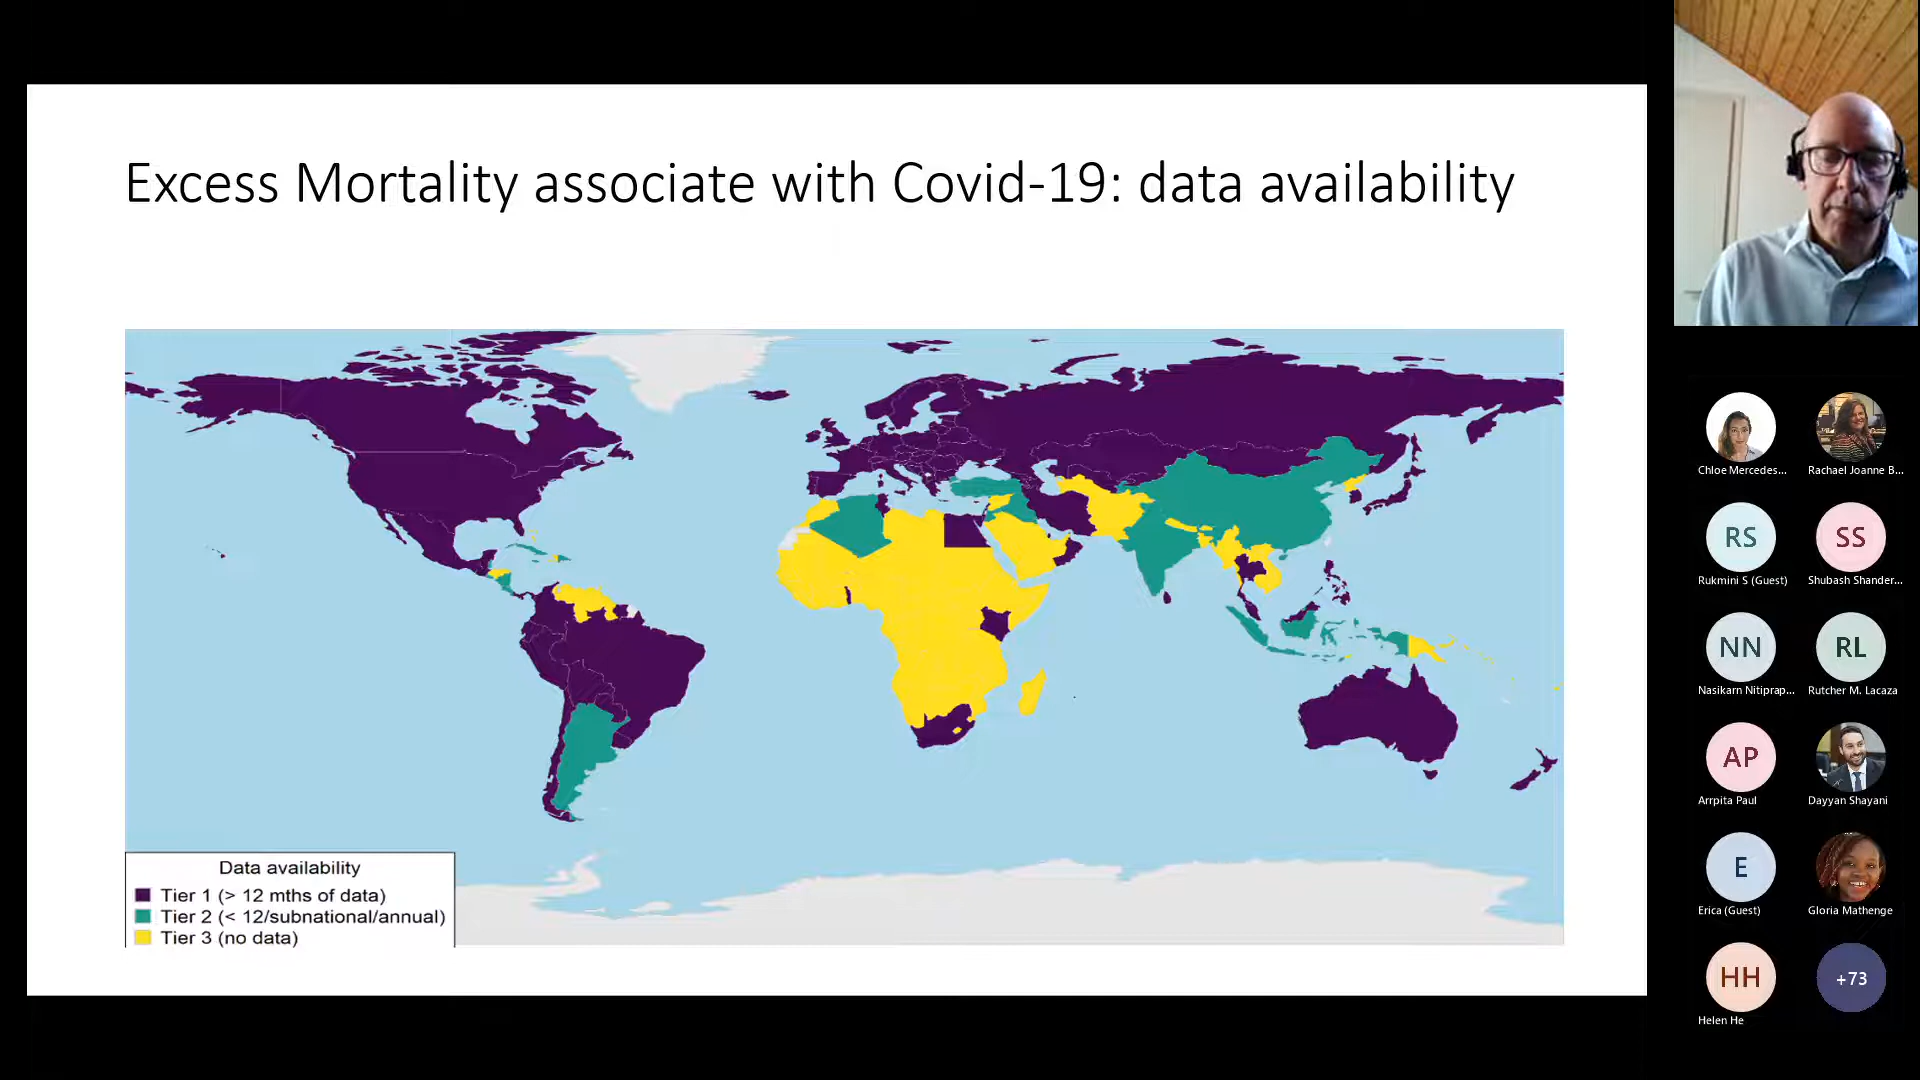 Excess Mortality associate with Covid-19: data availability
Data availability
Tier 1 (> 12 mths of data)
Tier 2 (< 12/subnational/annual)
Tier 3 (no data)
Chloe Mercedes...
Rachael Joanne B...
RS
SS
Rukmini S (Guest)
Shubash Shander...
NN
RL
Nasikarn Nitiprap...
Rutcher M. Lacaza
AP
Arrpita Paul
Dayyan Shayani
E
Erica (Guest)
Gloria Mathenge
HH
+73
Helen He